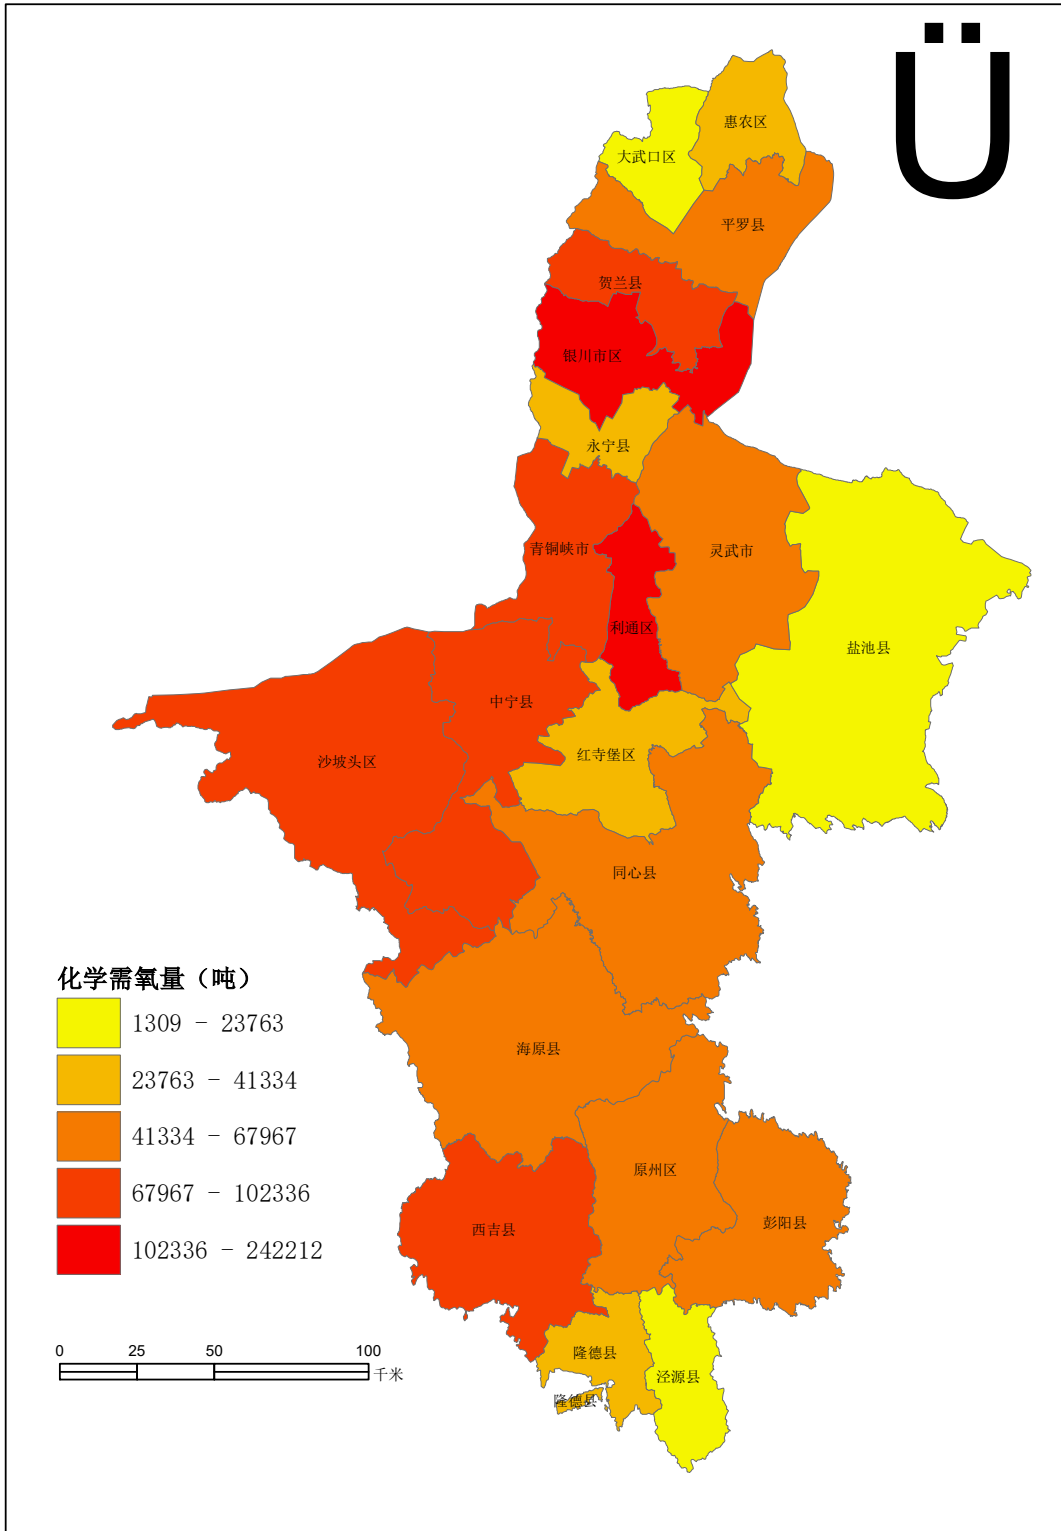 Ü
惠农区
大武口区
平罗县
贺兰县
银川市区
永宁县
青铜峡市
灵武市
利通区
盐池县
中宁县
红寺堡区
沙坡头区
同心县
海原县
原州区
西吉县
彭阳县
隆德县
泾源县
隆德县
化学需氧量（吨）
1309 - 23763
23763 - 41334
41334 - 67967
67967 - 102336
102336 - 242212
0 25 50 100
千米